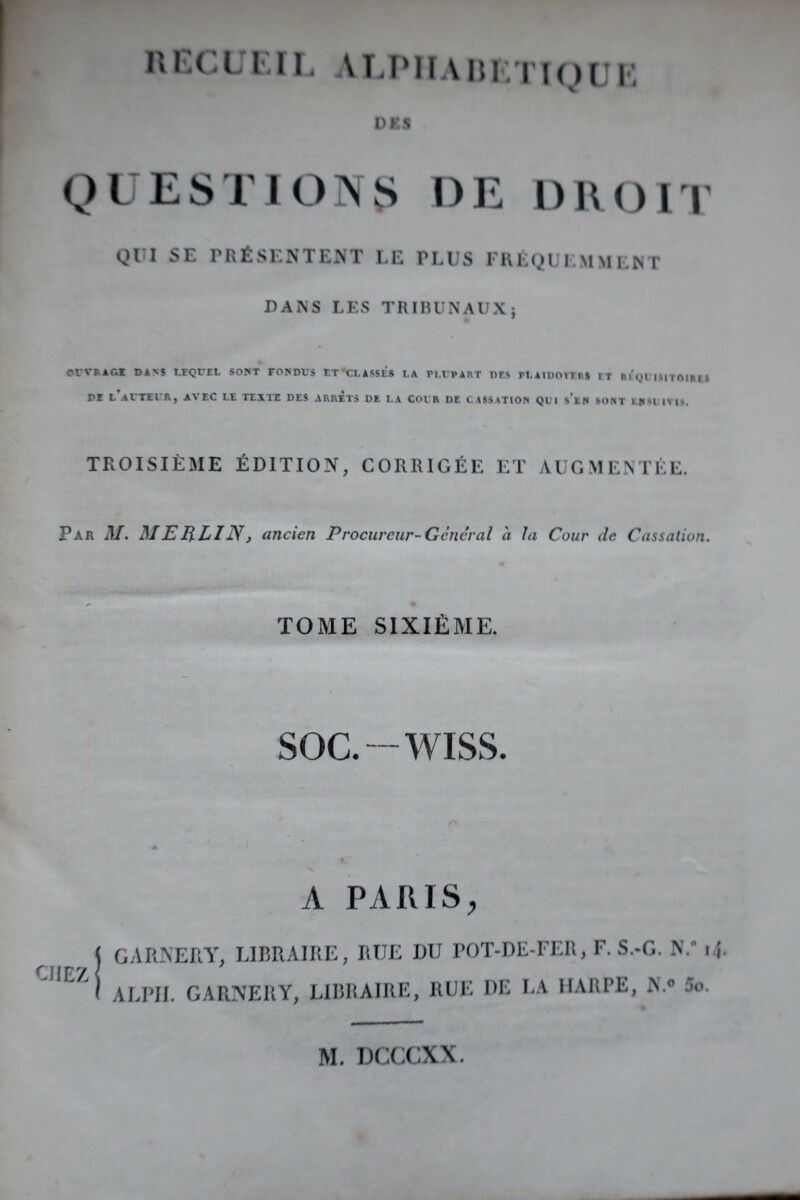 RECUEIL ALPHABETIQUE
DES
QUESTIONS DE DROIT
QUI SE PRÉSENTENT LE PLUS FRÉQUEMMENT
DANS LES TRIBUNAUX;
OUVRAGE DANS LEQUEL SONT FONDUS ET CLASSÉS LA PLUPART DES PLAIDOYERS ET RÉQUISITOIRES
DE L'AUTEUR, AVEC LE TEXTE DES ARRÊTS DE LA COUR DE CASSATION QUI S'EN SONT ENSUIVIS.
TROISIÈME ÉDITION, CORRIGÉE ET AUGMENTÉE.
PAR M. MERLIN, ancien Procureur-Général à la Cour de Cassation.
TOME SIXIÈME.
SOC.—WISS.
A PARIS,
CHEZ { GARNERY, LIBRAIRE, RUE DU POT-DE-FER, F. S.-G. N.º 14.
ALPH. GARNERY, LIBRAIRE, RUE DE LA HARPE, N.º 50.
M. DCCCXX.